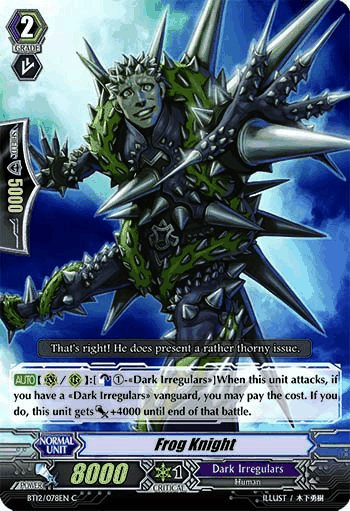 2
GRADE
5000
That's right! He does present a rather thorny issue.
AUTO [ / ]:[ ①-«Dark Irregulars»]When this unit attacks, if
you have a «Dark Irregulars» vanguard, you may pay the cost. If you
do, this unit gets +4000 until end of that battle.
NORMAL
UNIT
Frog Knight
POWER
8000
1
CRITICAL
Dark Irregulars
Human
BT12/078EN C
ILLUST / 木下勇樹